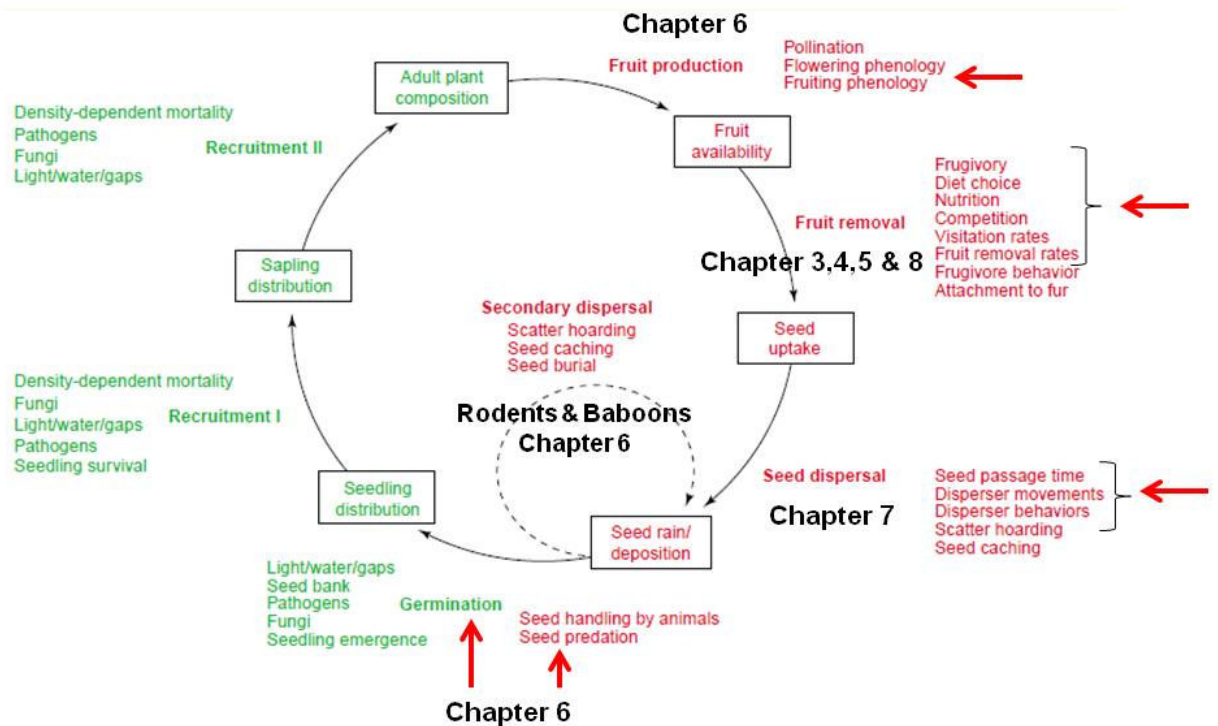 Chapter 6
Fruit production
Pollination
Flowering phenology
Fruiting phenology
Adult plant
composition
Density-dependent mortality
Pathogens
Fungi
Light/water/gaps
Recruitment II
Fruit
availability
Frugivory
Diet choice
Nutrition
Competition
Visitation rates
Fruit removal rates
Frugivore behavior
Attachment to fur
Fruit removal
Chapter 3,4,5 & 8
Sapling
distribution
Secondary dispersal
Scatter hoarding
Seed caching
Seed burial
Seed
uptake
Density-dependent mortality
Fungi
Light/water/gaps
Pathogens
Seedling survival
Recruitment I
Rodents & Baboons
Chapter 6
Seedling
distribution
Seed dispersal
Chapter 7
Seed passage time
Disperser movements
Disperser behaviors
Scatter hoarding
Seed caching
Seed rain/
deposition
Light/water/gaps
Seed bank
Pathogens
Fungi
Seedling emergence
Germination
Seed handling by animals
Seed predation
Chapter 6